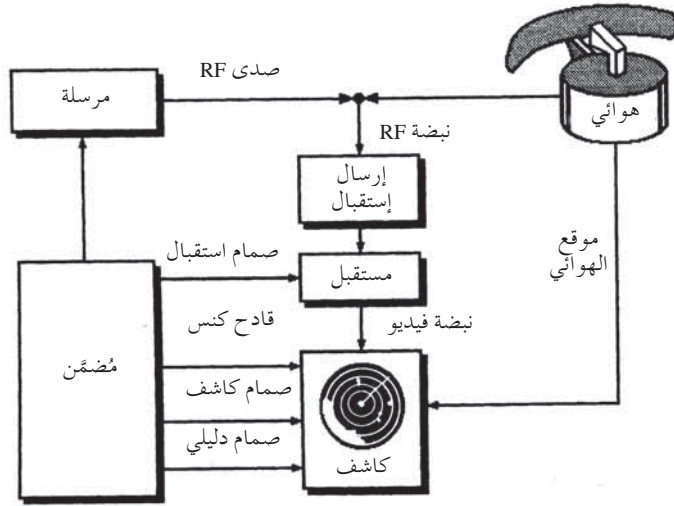 صدى RF
مرسلة
هوائي
نبضة RF
إرسال
إستقبال
موقع
الهوائي
صمام استقبال
مستقبل
قادح كنس
نبضة فيديو
مُضمَّن
صمام كاشف
صمام دليلي
كاشف